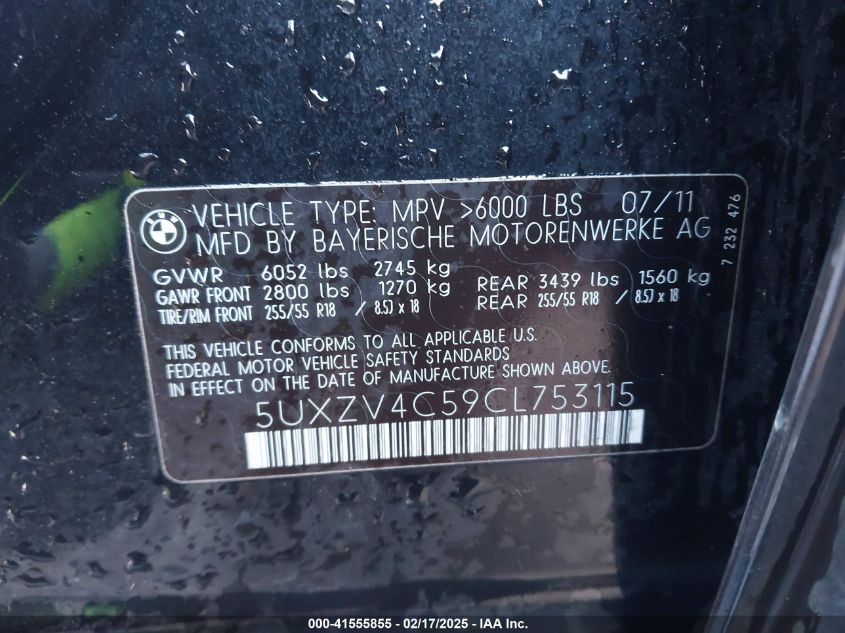 BMW
VEHICLE TYPE: MPV >6000 LBS 07/11
MFD BY BAYERISCHE MOTORENWERKE AG
7 232 476
GVWR 6052 lbs 2745 kg
GAWR FRONT 2800 lbs 1270 kg REAR 3439 lbs 1560 kg
TIRE/RIM FRONT 255/55 R18 / 8.5J x 18 REAR 255/55 R18 / 8.5J x 18
THIS VEHICLE CONFORMS TO ALL APPLICABLE U.S.
FEDERAL MOTOR VEHICLE SAFETY STANDARDS
IN EFFECT ON THE DATE OF MANUFACTURE SHOWN ABOVE.
5UXZV4C59CL753115
000-41555855 - 02/17/2025 - IAA Inc.